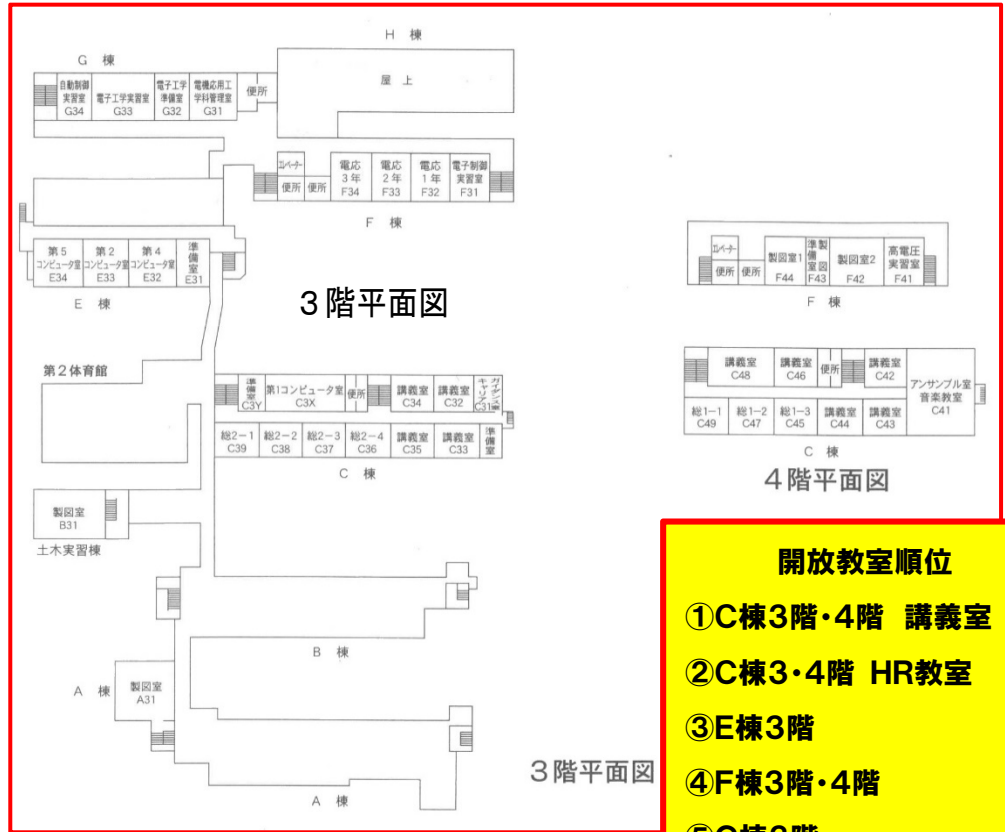 H 棟
G 棟
屋 上
自動制御
実習室
G34
電子工学実習室
G33
電子工学
準備室
G32
電機応用工
学科管理室
G31
便所
エレベーター
便所
便所
電応
3年
F34
電応
2年
F33
電応
1年
F32
電子制御
実習室
F31
F 棟
第5
コンピュータ室
E34
第2
コンピュータ室
E33
第4
コンピュータ室
E32
準備室
E31
E 棟
3階平面図
エレベーター
便所
便所
製図室1
F44
製図準備室
F43
製図室2
F42
高電圧
実習室
F41
F 棟
第2体育館
準備室
C3Y
第1コンピュータ室
C3X
便所
講義室
C34
講義室
C32
キャリアガイダンス室
C31
総2-1
C39
総2-2
C38
総2-3
C37
総2-4
C36
講義室
C35
講義室
C33
準備室
C 棟
講義室
C48
講義室
C46
便所
講義室
C42
アンサンブル室
音楽教室
C41
総1-1
C49
総1-2
C47
総1-3
C45
講義室
C44
講義室
C43
C 棟
4階平面図
製図室
B31
土木実習棟
B 棟
A 棟
製図室
A31
A 棟
3階平面図
開放教室順位
①C棟3階・4階 講義室
②C棟3・4階 HR教室
③E棟3階
④F棟3階・4階